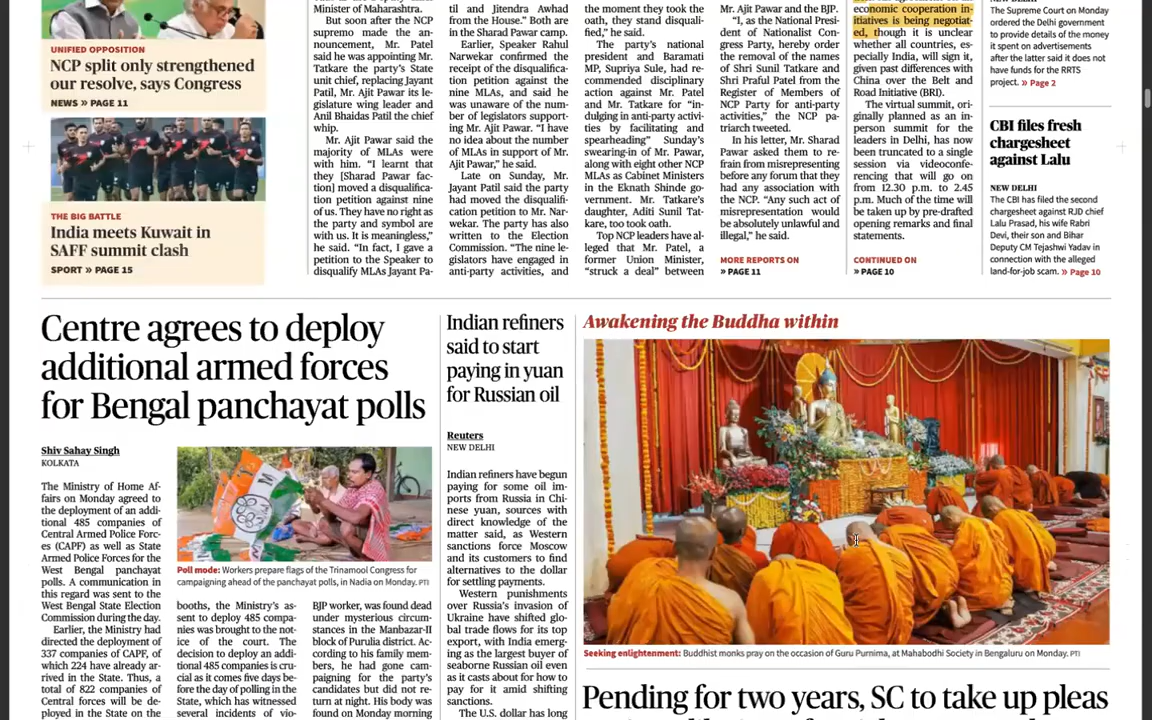 UNIFIED OPPOSITION
NCP split only strengthened
our resolve, says Congress
NEWS » PAGE 11
THE BIG BATTLE
India meets Kuwait in
SAFF summit clash
SPORT » PAGE 15
Minister of Maharashtra.
But soon after the NCP
supremo made the an-
nouncement, Mr. Patel
said he was appointing Mr.
Tatkare the party's State
unit chief, replacing Jayant
Patil, Mr. Ajit Pawar its le-
gislature wing leader and
Anil Bhaidas Patil the chief
whip.
Mr. Ajit Pawar said the
majority of MLAs were
with him. "I learnt that
they [Sharad Pawar fac-
tion] moved a disqualifica-
tion petition against nine
of us. They have no right as
the party and symbol are
with us. It is meaningless,"
he said. "In fact, I gave a
petition to the Speaker to
disqualify MLAs Jayant Pa-
til and Jitendra Awhad
from the House." Both are
in the Sharad Pawar camp.
Earlier, Speaker Rahul
Narwekar confirmed the
receipt of the disqualifica-
tion petition against the
nine MLAs, and said he
was unaware of the num-
ber of legislators support-
ing Mr. Ajit Pawar. "I have
no idea about the number
of MLAs in support of Mr.
Ajit Pawar," he said.
Late on Sunday, Mr.
Jayant Patil said the party
had moved the disqualifi-
cation petition to Mr. Nar-
wekar. The party has also
written to the Election
Commission. "The nine le-
gislators have engaged in
anti-party activities, and
the moment they took the
oath, they stand disquali-
fied," he said.
The party's national
president and Baramati
MP, Supriya Sule, had re-
commended disciplinary
action against Mr. Patel
and Mr. Tatkare for "in-
dulging in anti-party activi-
ties by facilitating and
spearheading" Sunday's
swearing-in of Mr. Pawar,
along with eight other NCP
MLAs as Cabinet Ministers
in the Eknath Shinde go-
vernment. Mr. Tatkare's
daughter, Aditi Sunil Tat-
kare, too took oath.
Top NCP leaders have al-
leged that Mr. Patel, a
former Union Minister,
"struck a deal" between
Mr. Ajit Pawar and the BJP.
"I, as the National Presi-
dent of Nationalist Con-
gress Party, hereby order
the removal of the names
of Shri Sunil Tatkare and
Shri Praful Patel from the
Register of Members of
NCP Party for anti-party
activities," the NCP pa-
triarch tweeted.
In his letter, Mr. Sharad
Pawar asked them to re-
frain from misrepresenting
before any forum that they
had any association with
the NCP. "Any such act of
misrepresentation would
be absolutely unlawful and
illegal," he said.
MORE REPORTS ON
» PAGE 11
economic cooperation in-
itiatives is being negotiat-
ed, though it is unclear
whether all countries, es-
pecially India, will sign it,
given past differences with
China over the Belt and
Road Initiative (BRI).
The virtual summit, ori-
ginally planned as an in-
person summit for the
leaders in Delhi, has now
been truncated to a single
session via videoconfe-
rencing that will go on
from 12.30 p.m. to 2.45
p.m. Much of the time will
be taken up by pre-drafted
opening remarks and final
statements.
CONTINUED ON
» PAGE 10
NEW DELHI
The Supreme Court on Monday
ordered the Delhi government
to provide details of the money
it spent on advertisements
after the latter said it does not
have funds for the RRTS
project. » Page 2
CBI files fresh
chargesheet
against Lalu
NEW DELHI
The CBI has filed the second
chargesheet against RJD chief
Lalu Prasad, his wife Rabri
Devi, their son and Bihar
Deputy CM Tejashwi Yadav in
connection with the alleged
land-for-job scam. » Page 10
Centre agrees to deploy
additional armed forces
for Bengal panchayat polls
Shiv Sahay Singh
KOLKATA
The Ministry of Home Af-
fairs on Monday agreed to
the deployment of an addi-
tional 485 companies of
Central Armed Police Forc-
es (CAPF) as well as State
Armed Police Forces for the
West Bengal panchayat
polls. A communication in
this regard was sent to the
West Bengal State Election
Commission during the day.
Earlier, the Ministry had
directed the deployment of
337 companies of CAPF, of
which 224 have already ar-
rived in the State. Thus, a
total of 822 companies of
Central forces will be de-
ployed in the State on the
Poll mode: Workers prepare flags of the Trinamool Congress for
campaigning ahead of the panchayat polls, in Nadia on Monday. PTI
booths, the Ministry's as-
sent to deploy 485 compa-
nies was brought to the not-
ice of the court. The
decision to deploy an addi-
tional 485 companies is cru-
cial as it comes five days be-
fore the day of polling in the
State, which has witnessed
several incidents of vio-
BJP worker, was found dead
under mysterious circum-
stances in the Manbazar-II
block of Purulia district. Ac-
cording to his family mem-
bers, he had gone cam-
paigning for the party's
candidates but did not re-
turn at night. His body was
found on Monday morning
Indian refiners
said to start
paying in yuan
for Russian oil
Reuters
NEW DELHI
Indian refiners have begun
paying for some oil im-
ports from Russia in Chi-
nese yuan, sources with
direct knowledge of the
matter said, as Western
sanctions force Moscow
and its customers to find
alternatives to the dollar
for settling payments.
Western punishments
over Russia's invasion of
Ukraine have shifted glo-
bal trade flows for its top
export, with India emerg-
ing as the largest buyer of
seaborne Russian oil even
as it casts about for how to
pay for it amid shifting
sanctions.
The U.S. dollar has long
Awakening the Buddha within
Seeking enlightenment: Buddhist monks pray on the occasion of Guru Purnima, at Mahabodhi Society in Bengaluru on Monday. PTI
Pending for two years, SC to take up pleas